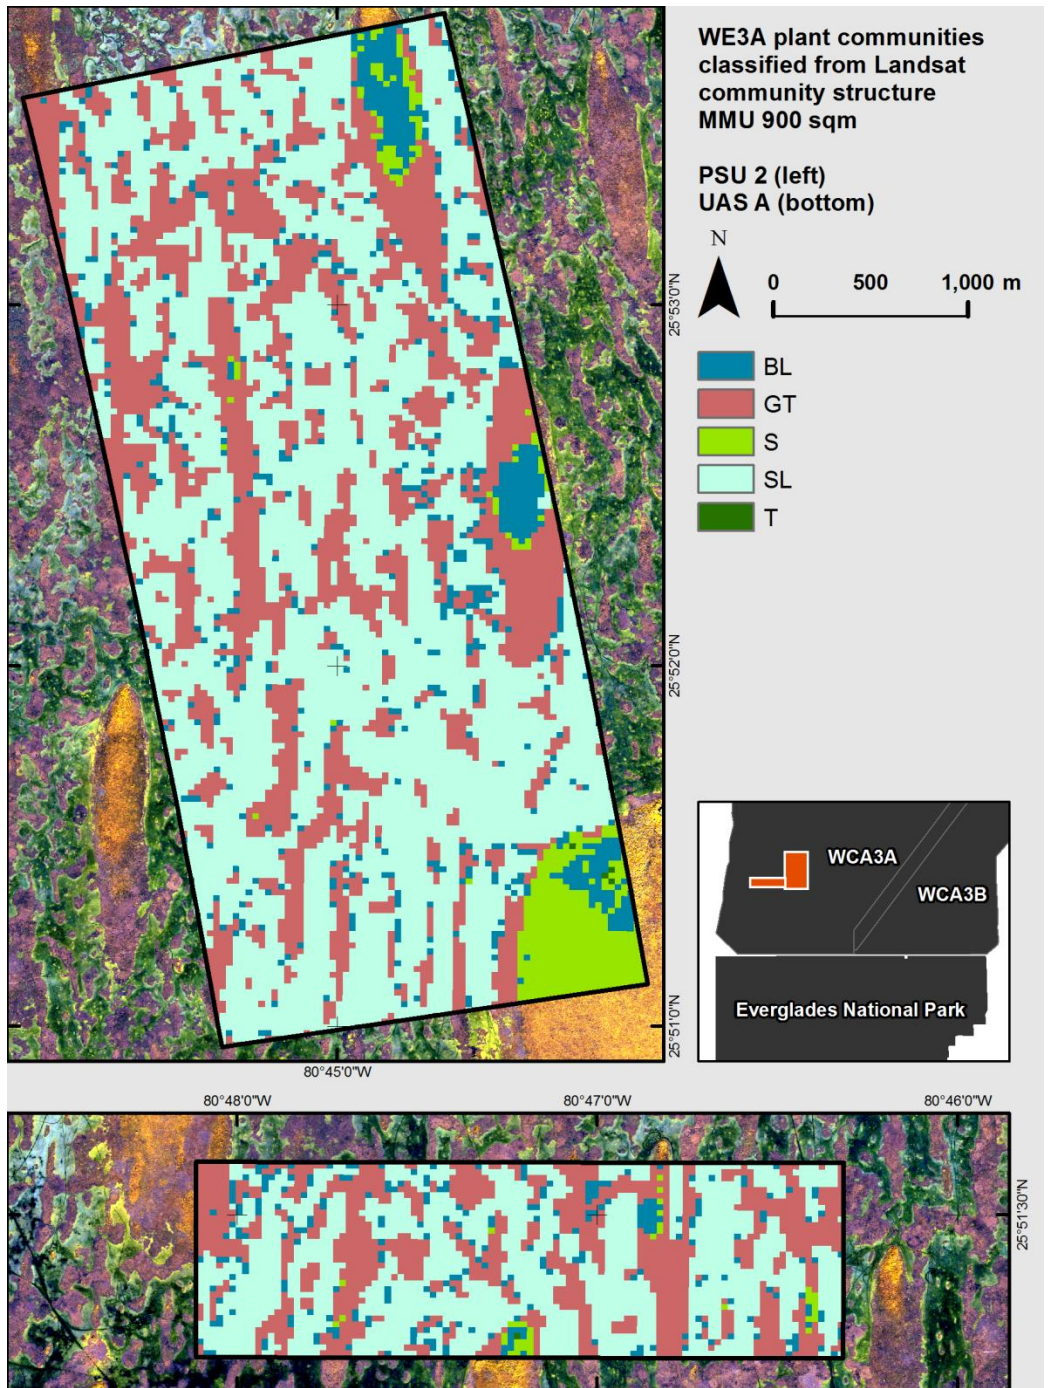 WE3A plant communities
classified from Landsat
community structure
MMU 900 sqm
PSU 2 (left)
UAS A (bottom)
N
0 500 1,000 m
BL
GT
S
SL
T
25°53'0"N
25°52'0"N
25°51'0"N
80°45'0"W
WCA3A
WCA3B
Everglades National Park
80°48'0"W 80°47'0"W 80°46'0"W
25°51'30"N